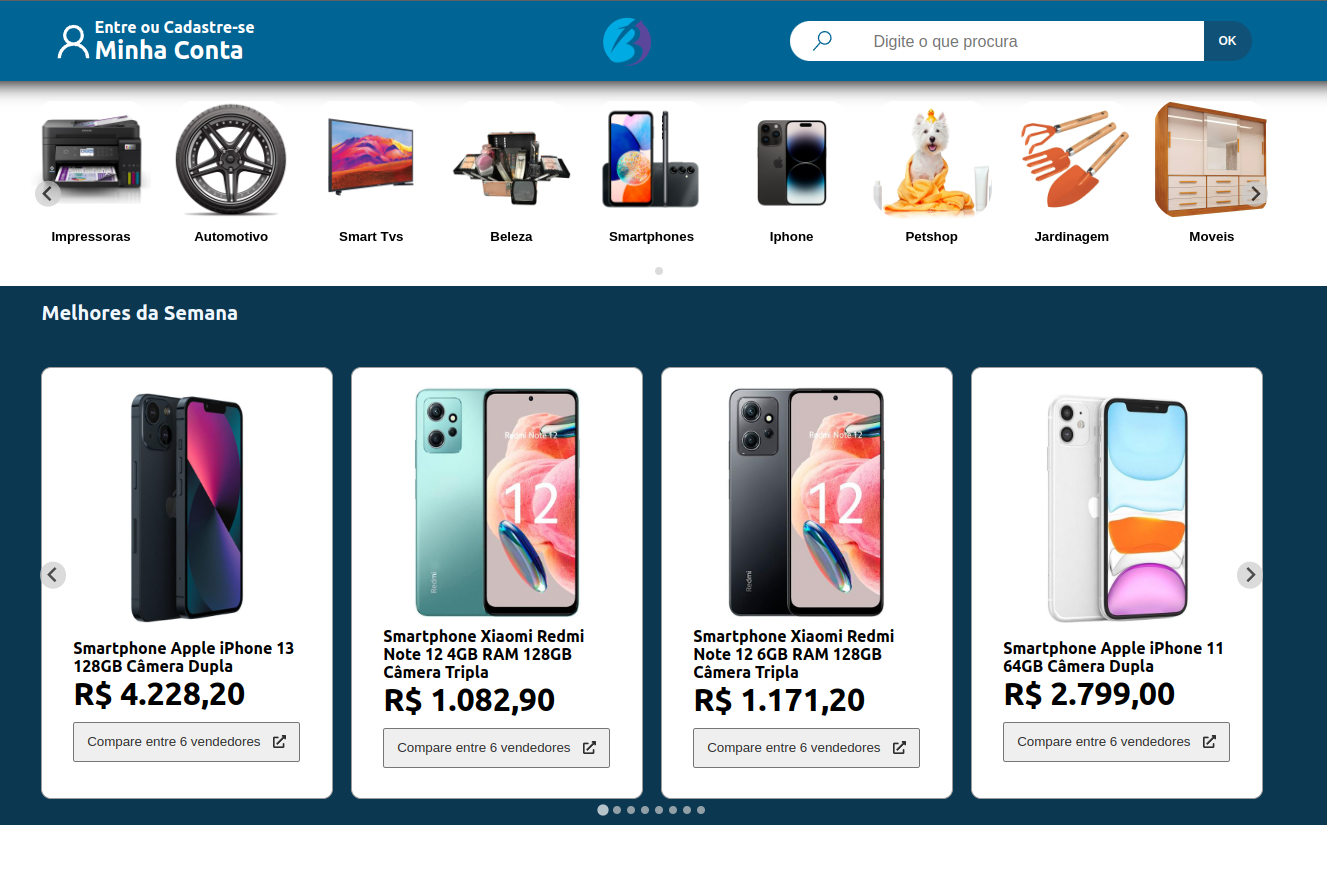 Entre ou Cadastre-se
Minha Conta
Digite o que procura
OK
Impressoras
Automotivo
Smart Tvs
Beleza
Smartphones
Iphone
Petshop
Jardinagem
Moveis
Melhores da Semana
Redmi Note 12
12
Redmi
Redmi Note 12
12
Redmi
Smartphone Apple iPhone 13
128GB Câmera Dupla
R$ 4.228,20
Compare entre 6 vendedores
Smartphone Xiaomi Redmi
Note 12 4GB RAM 128GB
Câmera Tripla
R$ 1.082,90
Compare entre 6 vendedores
Smartphone Xiaomi Redmi
Note 12 6GB RAM 128GB
Câmera Tripla
R$ 1.171,20
Compare entre 6 vendedores
Smartphone Apple iPhone 11
64GB Câmera Dupla
R$ 2.799,00
Compare entre 6 vendedores